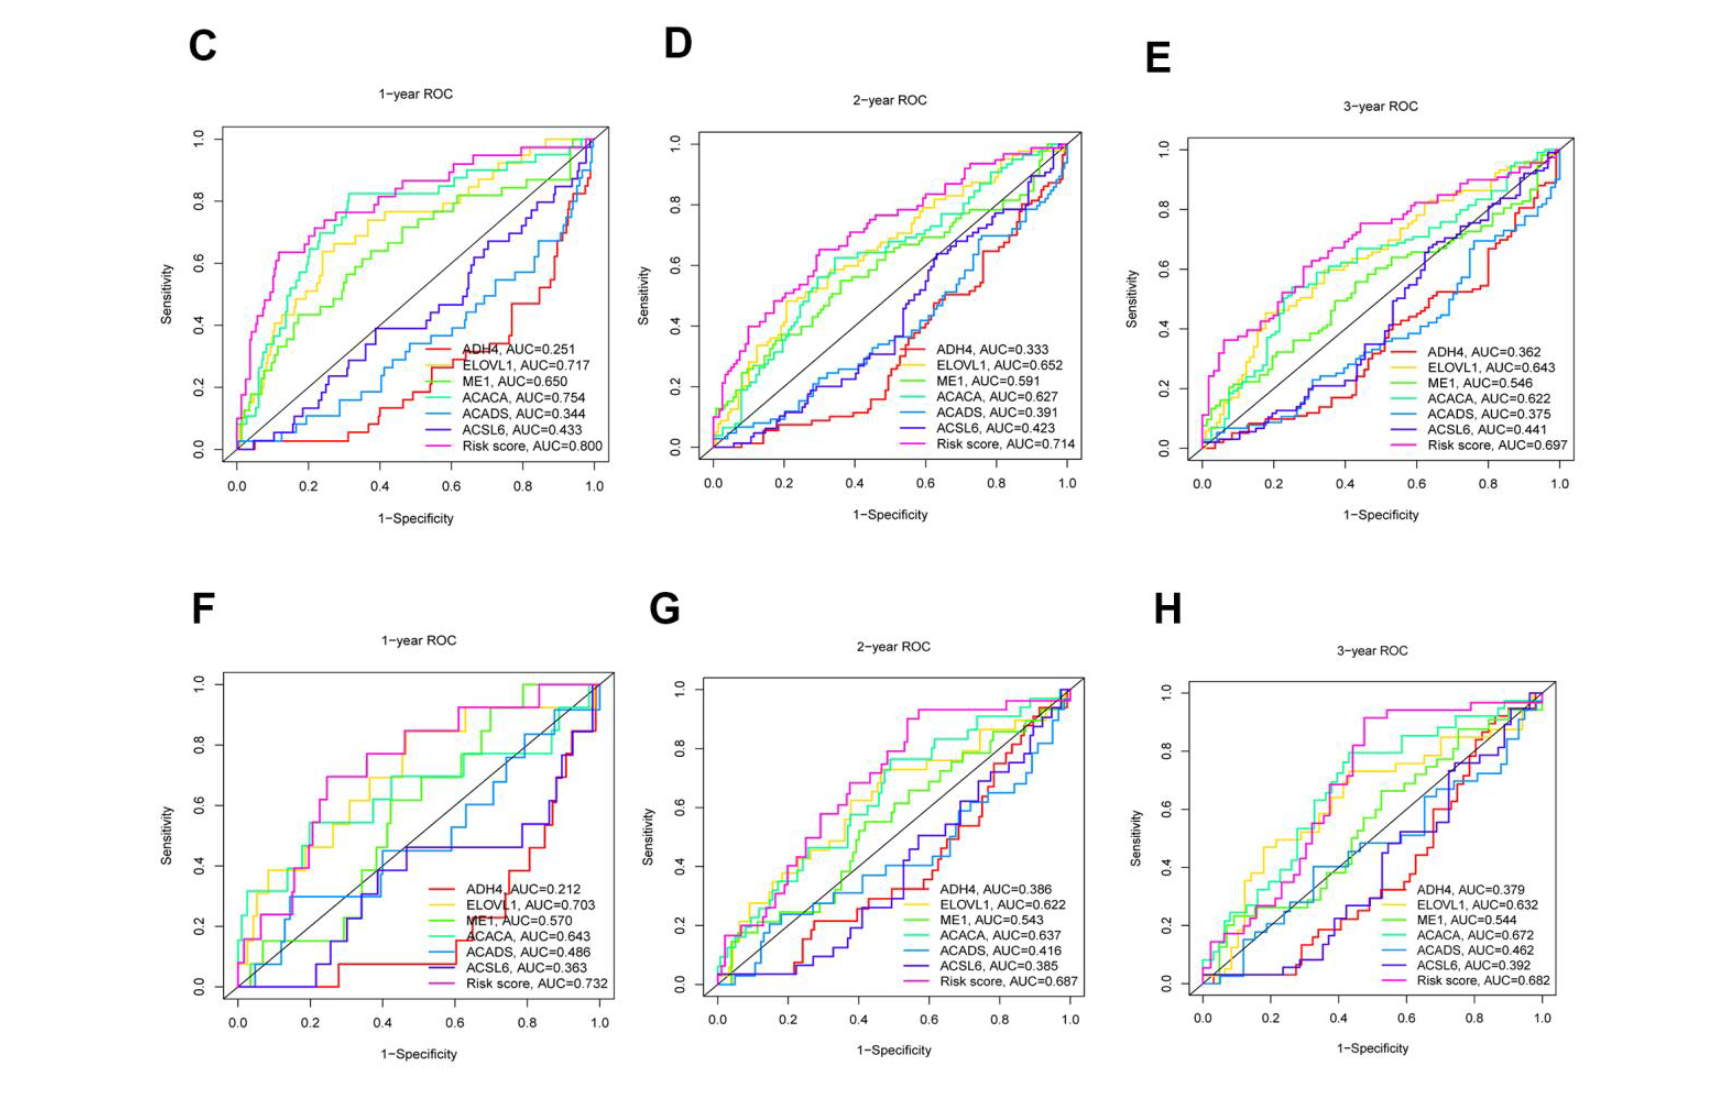 C
1−year ROC
Sensitivity
0.0 0.2 0.4 0.6 0.8 1.0
ADH4, AUC=0.251
ELOVL1, AUC=0.717
ME1, AUC=0.650
ACACA, AUC=0.754
ACADS, AUC=0.344
ACSL6, AUC=0.433
Risk score, AUC=0.800
0.0 0.2 0.4 0.6 0.8 1.0
1−Specificity
D
2−year ROC
Sensitivity
0.0 0.2 0.4 0.6 0.8 1.0
ADH4, AUC=0.333
ELOVL1, AUC=0.652
ME1, AUC=0.591
ACACA, AUC=0.627
ACADS, AUC=0.391
ACSL6, AUC=0.423
Risk score, AUC=0.714
0.0 0.2 0.4 0.6 0.8 1.0
1−Specificity
E
3−year ROC
Sensitivity
0.0 0.2 0.4 0.6 0.8 1.0
ADH4, AUC=0.362
ELOVL1, AUC=0.643
ME1, AUC=0.546
ACACA, AUC=0.622
ACADS, AUC=0.375
ACSL6, AUC=0.441
Risk score, AUC=0.697
0.0 0.2 0.4 0.6 0.8 1.0
1−Specificity
F
1−year ROC
Sensitivity
0.0 0.2 0.4 0.6 0.8 1.0
ADH4, AUC=0.212
ELOVL1, AUC=0.703
ME1, AUC=0.570
ACACA, AUC=0.643
ACADS, AUC=0.486
ACSL6, AUC=0.363
Risk score, AUC=0.732
0.0 0.2 0.4 0.6 0.8 1.0
1−Specificity
G
2−year ROC
Sensitivity
0.0 0.2 0.4 0.6 0.8 1.0
ADH4, AUC=0.386
ELOVL1, AUC=0.622
ME1, AUC=0.543
ACACA, AUC=0.637
ACADS, AUC=0.416
ACSL6, AUC=0.385
Risk score, AUC=0.687
0.0 0.2 0.4 0.6 0.8 1.0
1−Specificity
H
3−year ROC
Sensitivity
0.0 0.2 0.4 0.6 0.8 1.0
ADH4, AUC=0.379
ELOVL1, AUC=0.632
ME1, AUC=0.544
ACACA, AUC=0.672
ACADS, AUC=0.462
ACSL6, AUC=0.392
Risk score, AUC=0.682
0.0 0.2 0.4 0.6 0.8 1.0
1−Specificity